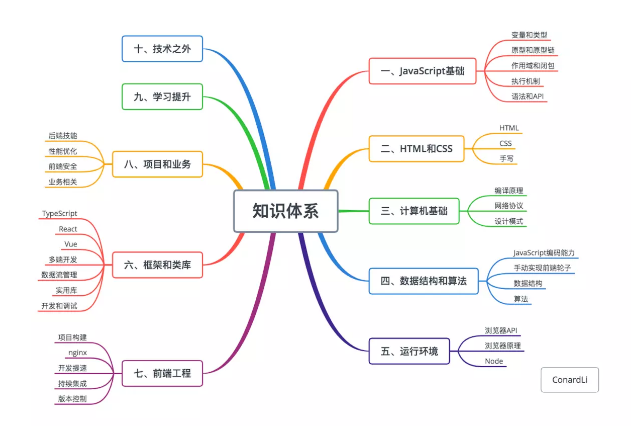 知识体系
一、JavaScript基础
变量和类型
原型和原型链
作用域和闭包
执行机制
语法和API
二、HTML和CSS
HTML
CSS
手写
三、计算机基础
编译原理
网络协议
设计模式
四、数据结构和算法
JavaScript编码能力
手动实现前端轮子
数据结构
算法
五、运行环境
浏览器API
浏览器原理
Node
六、框架和类库
TypeScript
React
Vue
多端开发
数据流管理
实用库
开发和调试
七、前端工程
项目构建
nginx
开发提速
持续集成
版本控制
八、项目和业务
后端技能
性能优化
前端安全
业务相关
九、学习提升
十、技术之外
ConardLi